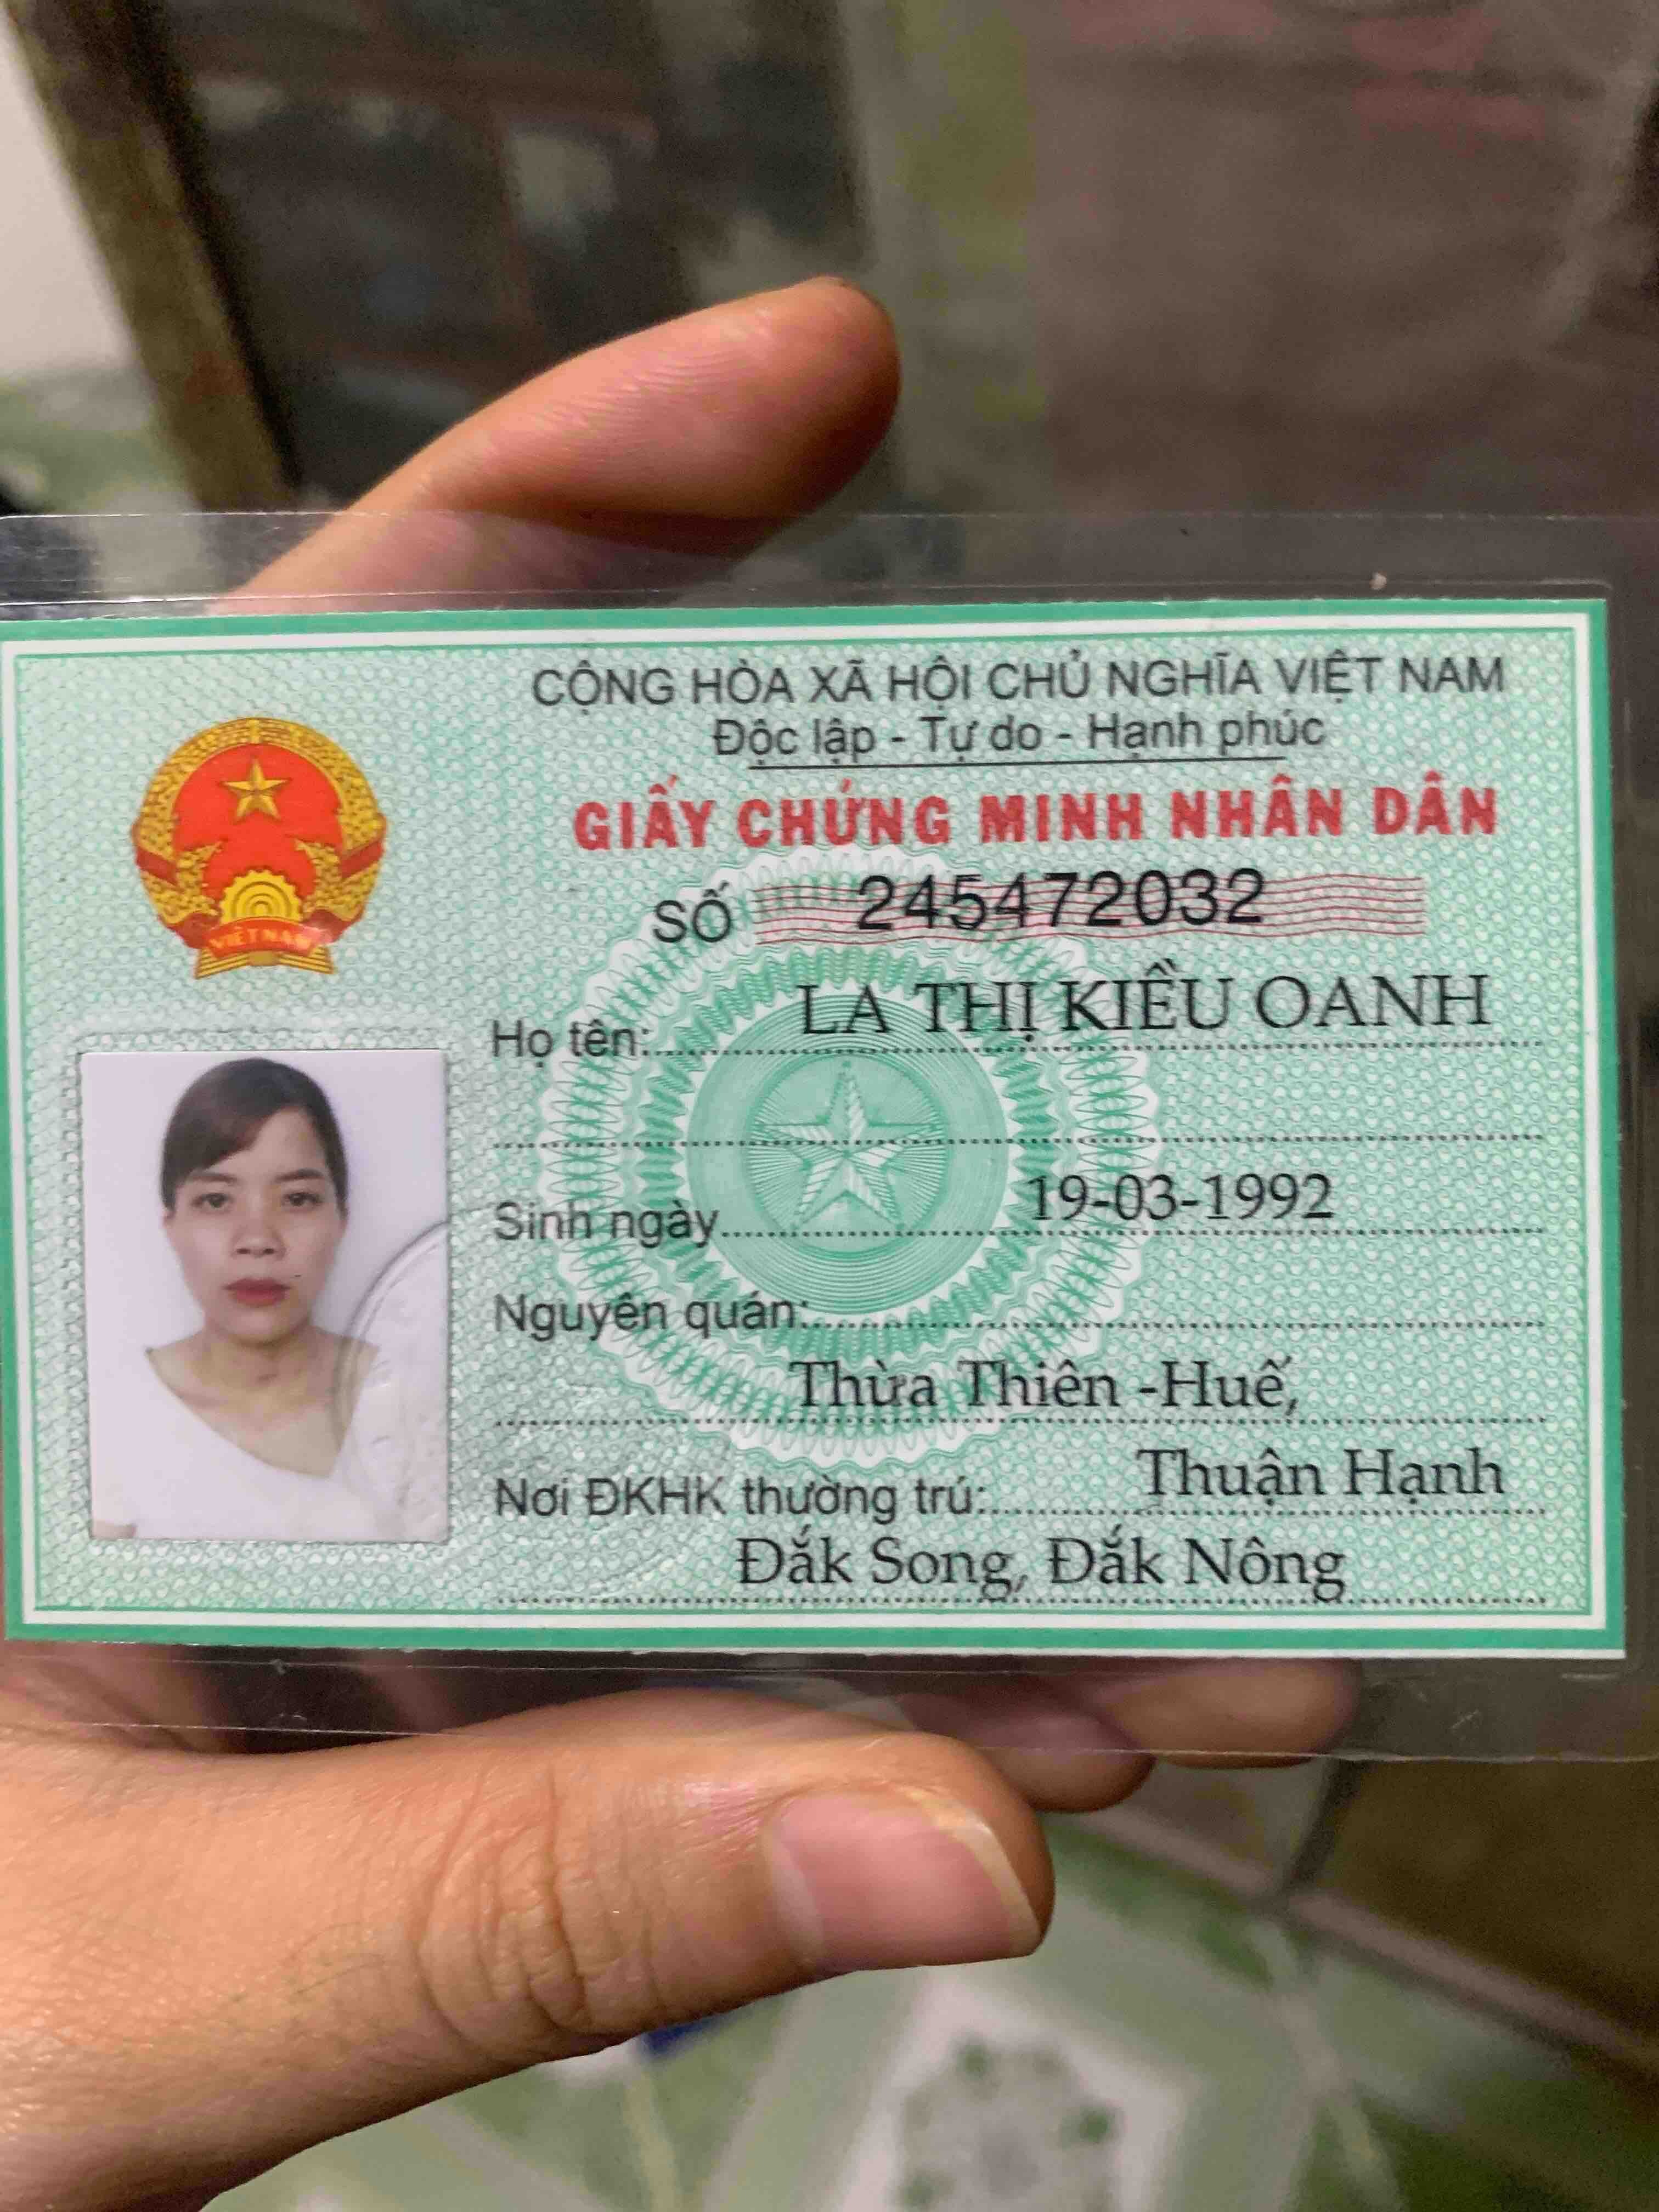 CỘNG HÒA XÃ HỘI CHỦ NGHĨA VIỆT NAM
Độc lập - Tự do - Hạnh phúc
GIẤY CHỨNG MINH NHÂN DÂN
SỐ 245472032
Họ tên: LA THỊ KIỀU OANH
Sinh ngày 19-03-1992
Nguyên quán:
Thừa Thiên -Huế,
Nơi ĐKHK thường trú: Thuận Hạnh
Đắk Song, Đắk Nông
VIỆT NAM